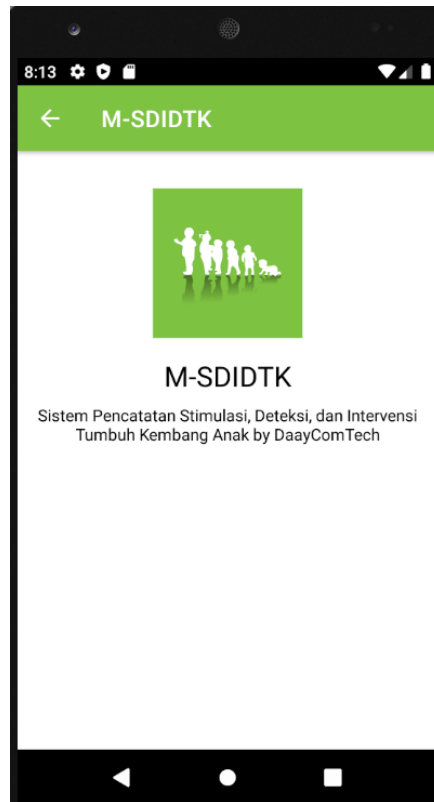 8:13
M-SDIDTK
M-SDIDTK
Sistem Pencatatan Stimulasi, Deteksi, dan Intervensi
Tumbuh Kembang Anak by DaayComTech